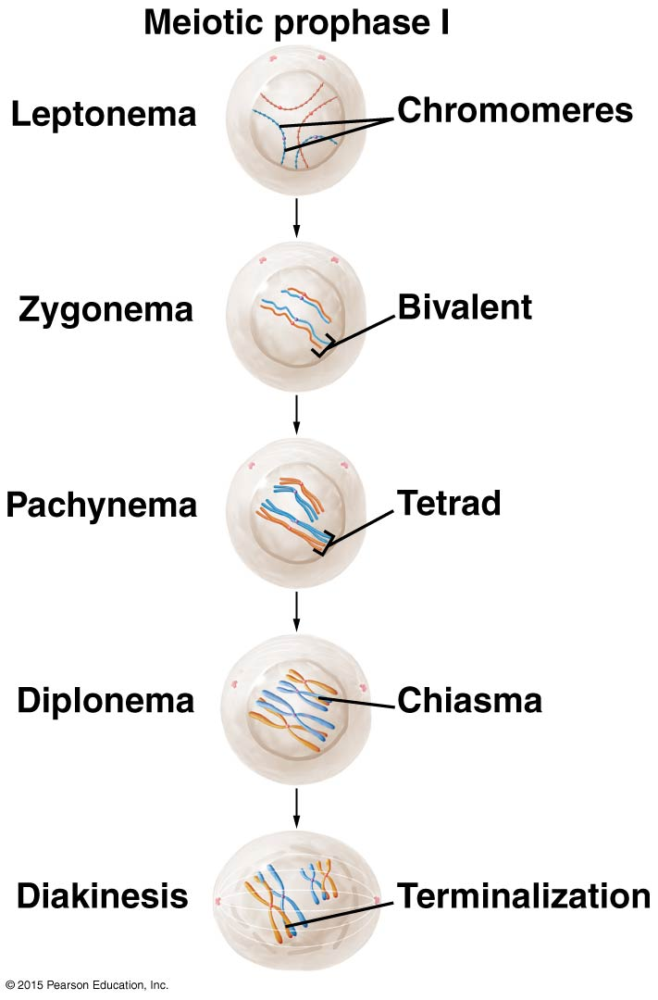 Meiotic prophase I
Leptonema
Chromomeres
Zygonema
Bivalent
Pachynema
Tetrad
Diplonema
Chiasma
Diakinesis
Terminalization
© 2015 Pearson Education, Inc.